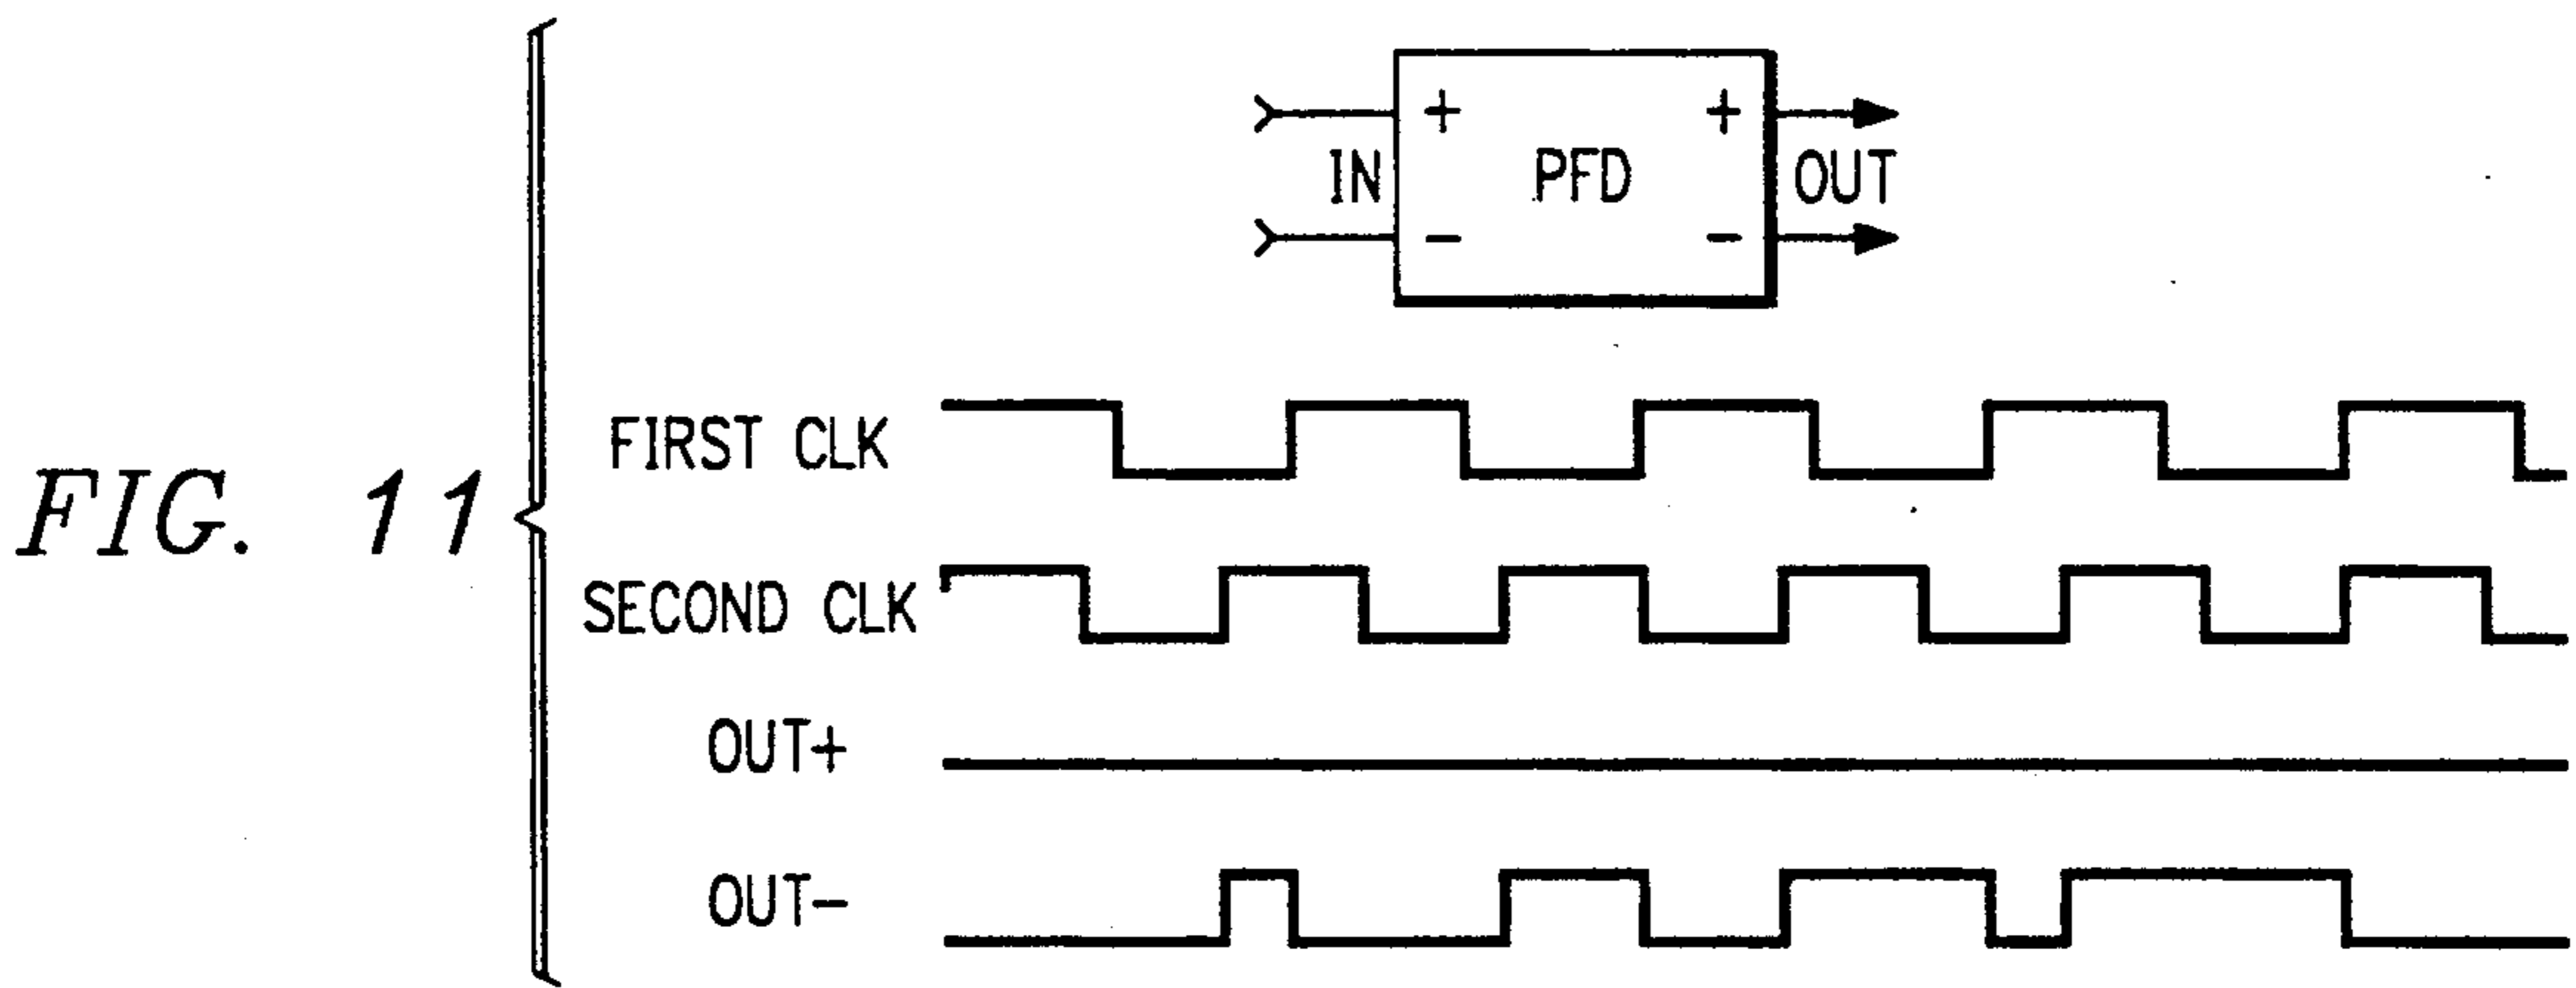 + +
IN PFD OUT
- -
FIRST CLK
FIG. 11
SECOND CLK
OUT+
OUT-